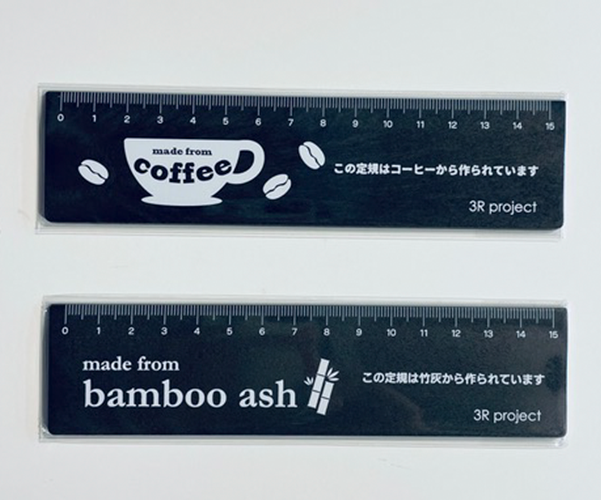 0 1 2 3 4 5 6 7 8 9 10 11 12 13 14 15
made from
coffee
この定規はコーヒーから作られています
3R project
0 1 2 3 4 5 6 7 8 9 10 11 12 13 14 15
made from
bamboo ash
この定規は竹灰から作られています
3R project